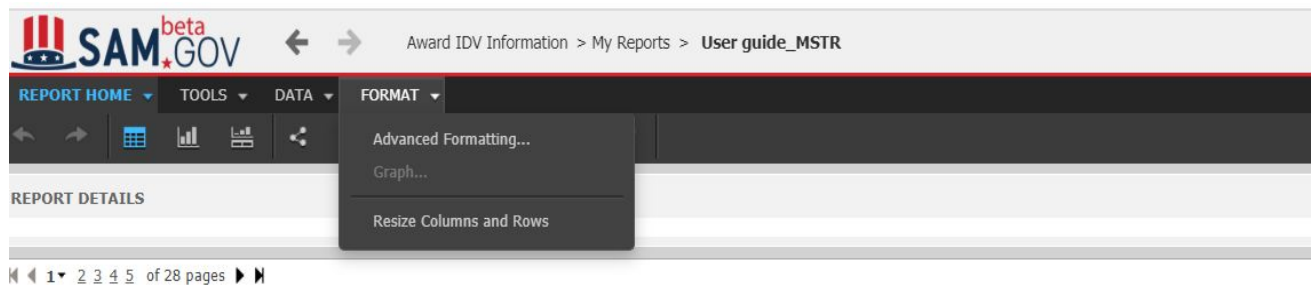 SAM.GOV beta
Award IDV Information > My Reports > User guide_MSTR
REPORT HOME TOOLS DATA FORMAT
Advanced Formatting...
Graph...
REPORT DETAILS
Resize Columns and Rows
1 2 3 4 5 of 28 pages